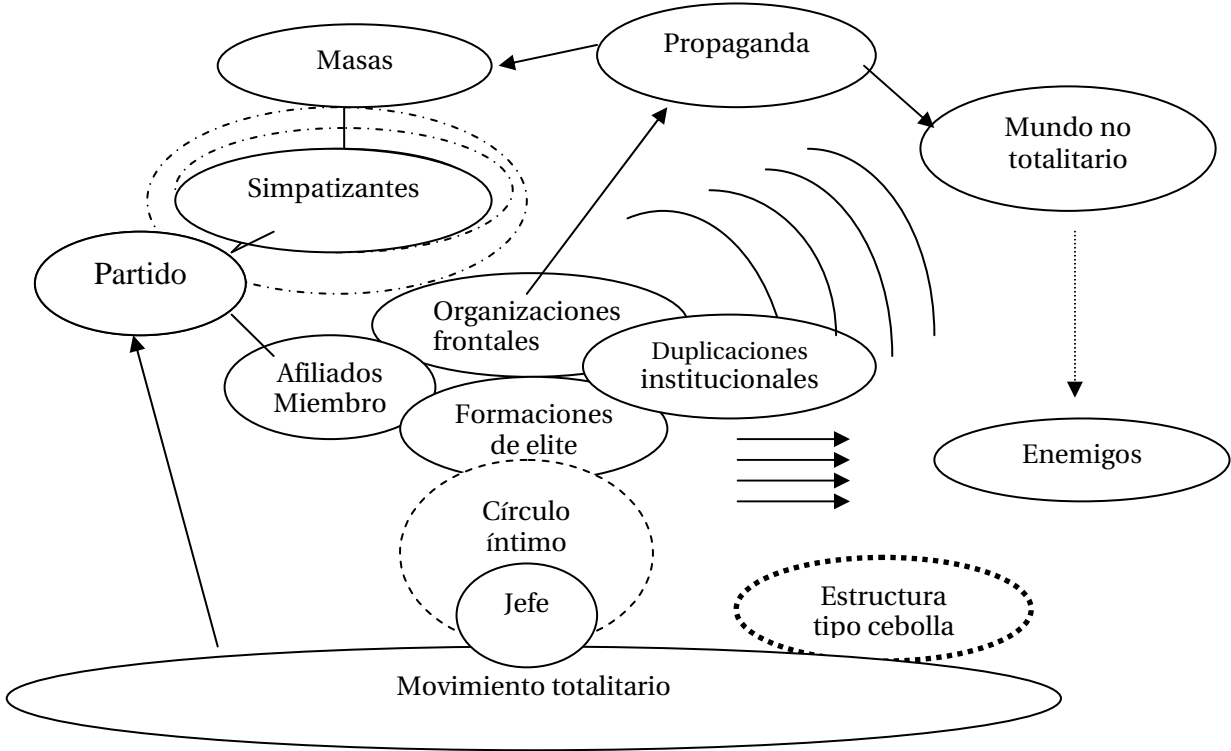 Masas
Propaganda
Mundo no
totalitario
Simpatizantes
Partido
Organizaciones
frontales
Duplicaciones
institucionales
Afiliados
Miembro
Formaciones
de elite
Enemigos
Círculo
íntimo
Jefe
Estructura
tipo cebolla
Movimiento totalitario